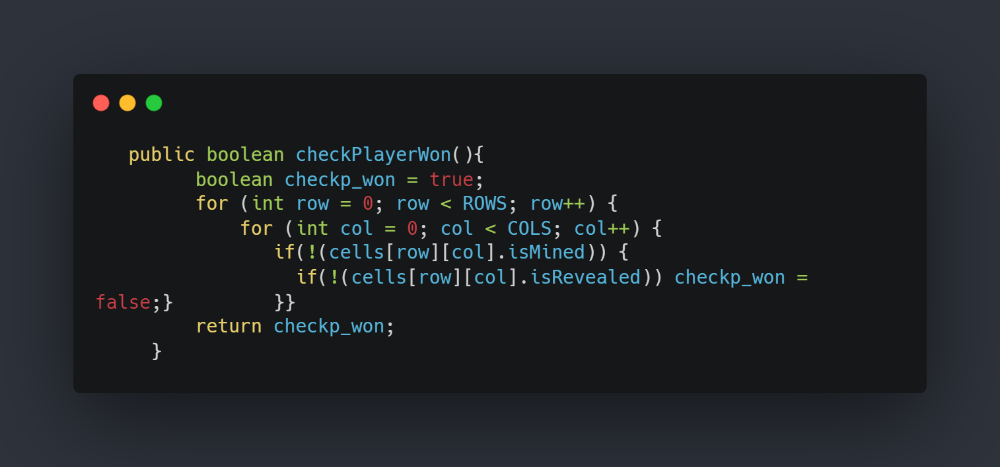 public boolean checkPlayerWon(){
boolean checkp_won = true;
for (int row = 0; row < ROWS; row++) {
for (int col = 0; col < COLS; col++) {
if(!(cells[row][col].isMined)) {
if(!(cells[row][col].isRevealed)) checkp_won =
false;}         }}
return checkp_won;
}